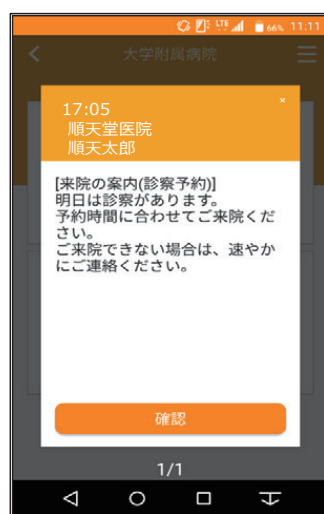 LTE 66% 11:11
大学附属病院
17:05
×
順天堂医院
順天太郎
[来院の案内(診察予約)]
明日は診察があります。
予約時間に合わせてご来院くだ
さい。
ご来院できない場合は、速やか
にご連絡ください。
確認
1/1